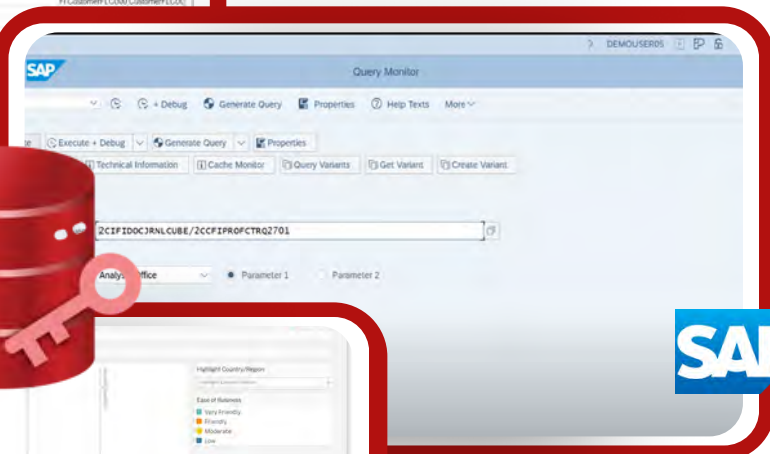 DEMOUSER05
SAP
Query Monitor
+ Debug Generate Query Properties Help Texts More
Execute + Debug Generate Query Properties
Technical Information Cache Monitor Query Variants Get Variant Create Variant
2CIFIDOCJRNLCUBE/2CCFIPROFCTRQ2701
Parameter 1 Parameter 2
Highlight Country/Region
Ease of Business
Very Friendly
Friendly
Moderate
Low
SA